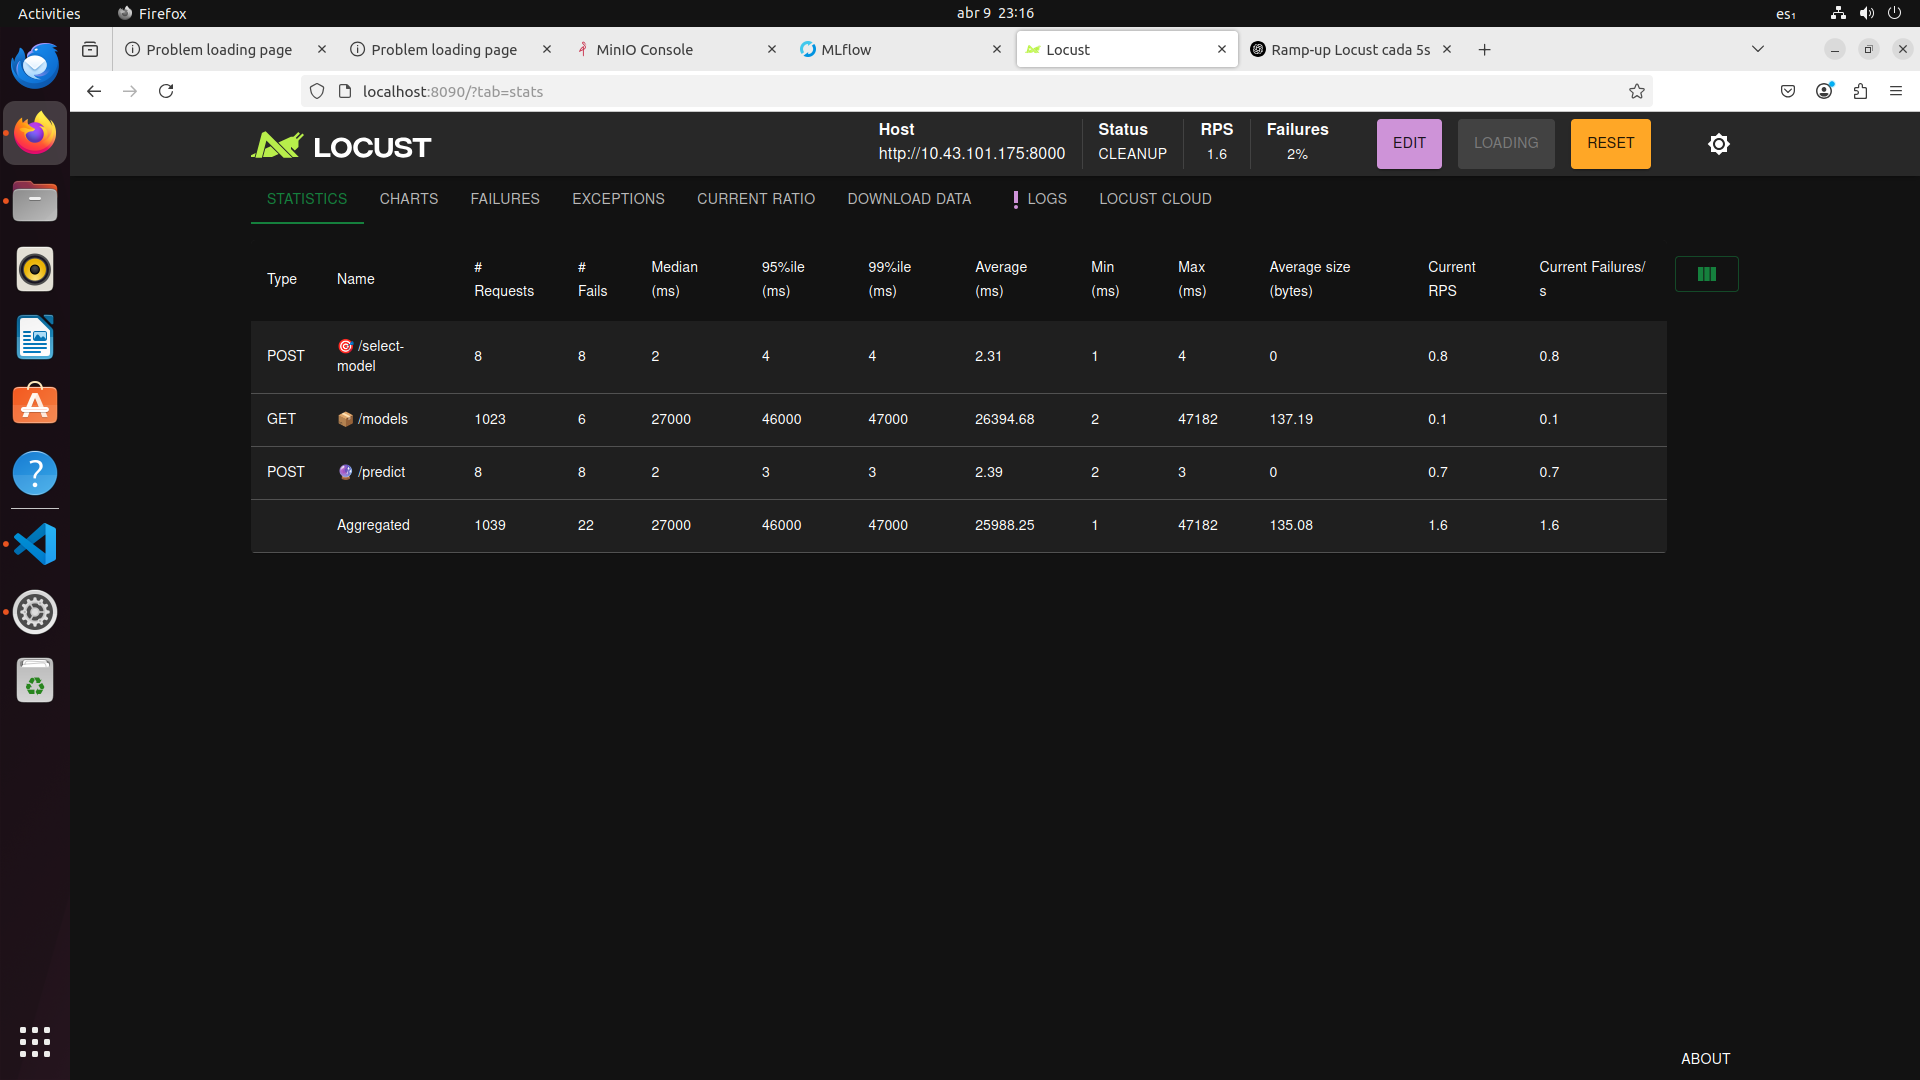 Activities Firefox abr 9 23:16 es₁
Problem loading page Problem loading page MinIO Console MLflow Locust Ramp-up Locust cada 5s
localhost:8090/?tab=stats
LOCUST
Host Status RPS Failures
http://10.43.101.175:8000 CLEANUP 1.6 2%
EDIT LOADING RESET
STATISTICS CHARTS FAILURES EXCEPTIONS CURRENT RATIO DOWNLOAD DATA LOGS LOCUST CLOUD
Type Name # Requests # Fails Median (ms) 95%ile (ms) 99%ile (ms) Average (ms) Min (ms) Max (ms) Average size (bytes) Current RPS Current Failures/s
POST 🎯 /select-model 8 8 2 4 4 2.31 1 4 0 0.8 0.8
GET 📦 /models 1023 6 27000 46000 47000 26394.68 2 47182 137.19 0.1 0.1
POST 🔮 /predict 8 8 2 3 3 2.39 2 3 0 0.7 0.7
Aggregated 1039 22 27000 46000 47000 25988.25 1 47182 135.08 1.6 1.6
ABOUT